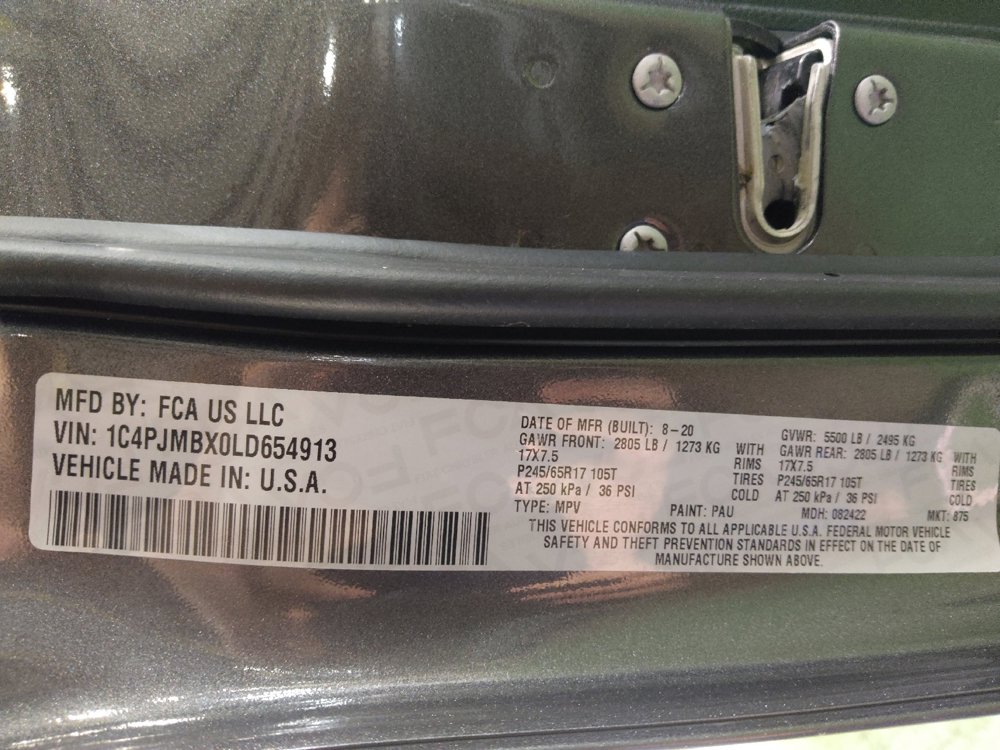 MFD BY: FCA US LLC
VIN: 1C4PJMBX0LD654913
VEHICLE MADE IN: U.S.A.
DATE OF MFR (BUILT): 8-20 GVWR: 5500 LB / 2495 KG
GAWR FRONT: 2805 LB / 1273 KG WITH GAWR REAR: 2805 LB / 1273 KG WITH
17X7.5 RIMS 17X7.5 RIMS
P245/65R17 105T TIRES P245/65R17 105T TIRES
AT 250 kPa / 36 PSI COLD AT 250 kPa / 36 PSI COLD
TYPE: MPV PAINT: PAU MDH: 082422 MKT: 875
THIS VEHICLE CONFORMS TO ALL APPLICABLE U.S.A. FEDERAL MOTOR VEHICLE
SAFETY AND THEFT PREVENTION STANDARDS IN EFFECT ON THE DATE OF
MANUFACTURE SHOWN ABOVE.